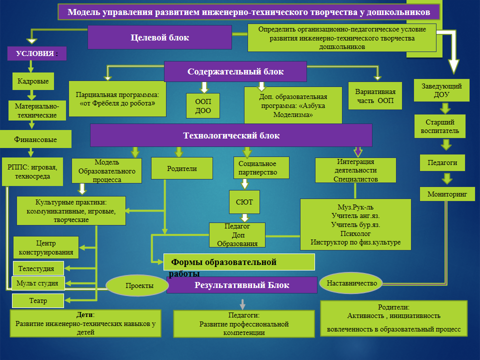 Модель управления развитием инженерно-технического творчества у дошкольников
Целевой блок
Определить организационно-педагогическое условие
развития инженерно-технического творчества
дошкольников
УСЛОВИЯ :
Кадровые
Материально-
технические
Финансовые
РППС: игровая,
техносреда
Содержательный блок
Парциальная программма:
«от Фрёбеля до робота»
ООП
ДОО
Доп. образовательная
программа: «Азбука
Моделизма»
Вариативная
часть ООП
Заведующий
ДОУ
Старший
воспитатель
Педагоги
Мониторинг
Технологический блок
Модель
Образовательного
процесса
Родители
Социальное
партнерство
Интеграция
деятельности
Специалистов
Культурные практики:
коммуникативные, игровые,
творческие
СЮТ
Педагог
Доп
Образования
Муз.Рук-ль
Учитель анг.яз.
Учитель бур.яз.
Психолог
Инструктор по физ.культуре
Центр
конструирования
Телестудия
Мульт студия
Театр
Формы образовательной
работы
Проекты
Результативный Блок
Наставничество
Дети:
Развитие инженерно-технических навыков у
детей
Педагоги:
Развитие профессиональной
компетенции
Родители:
Активность , инициативность
вовлеченность в образовательный процесс